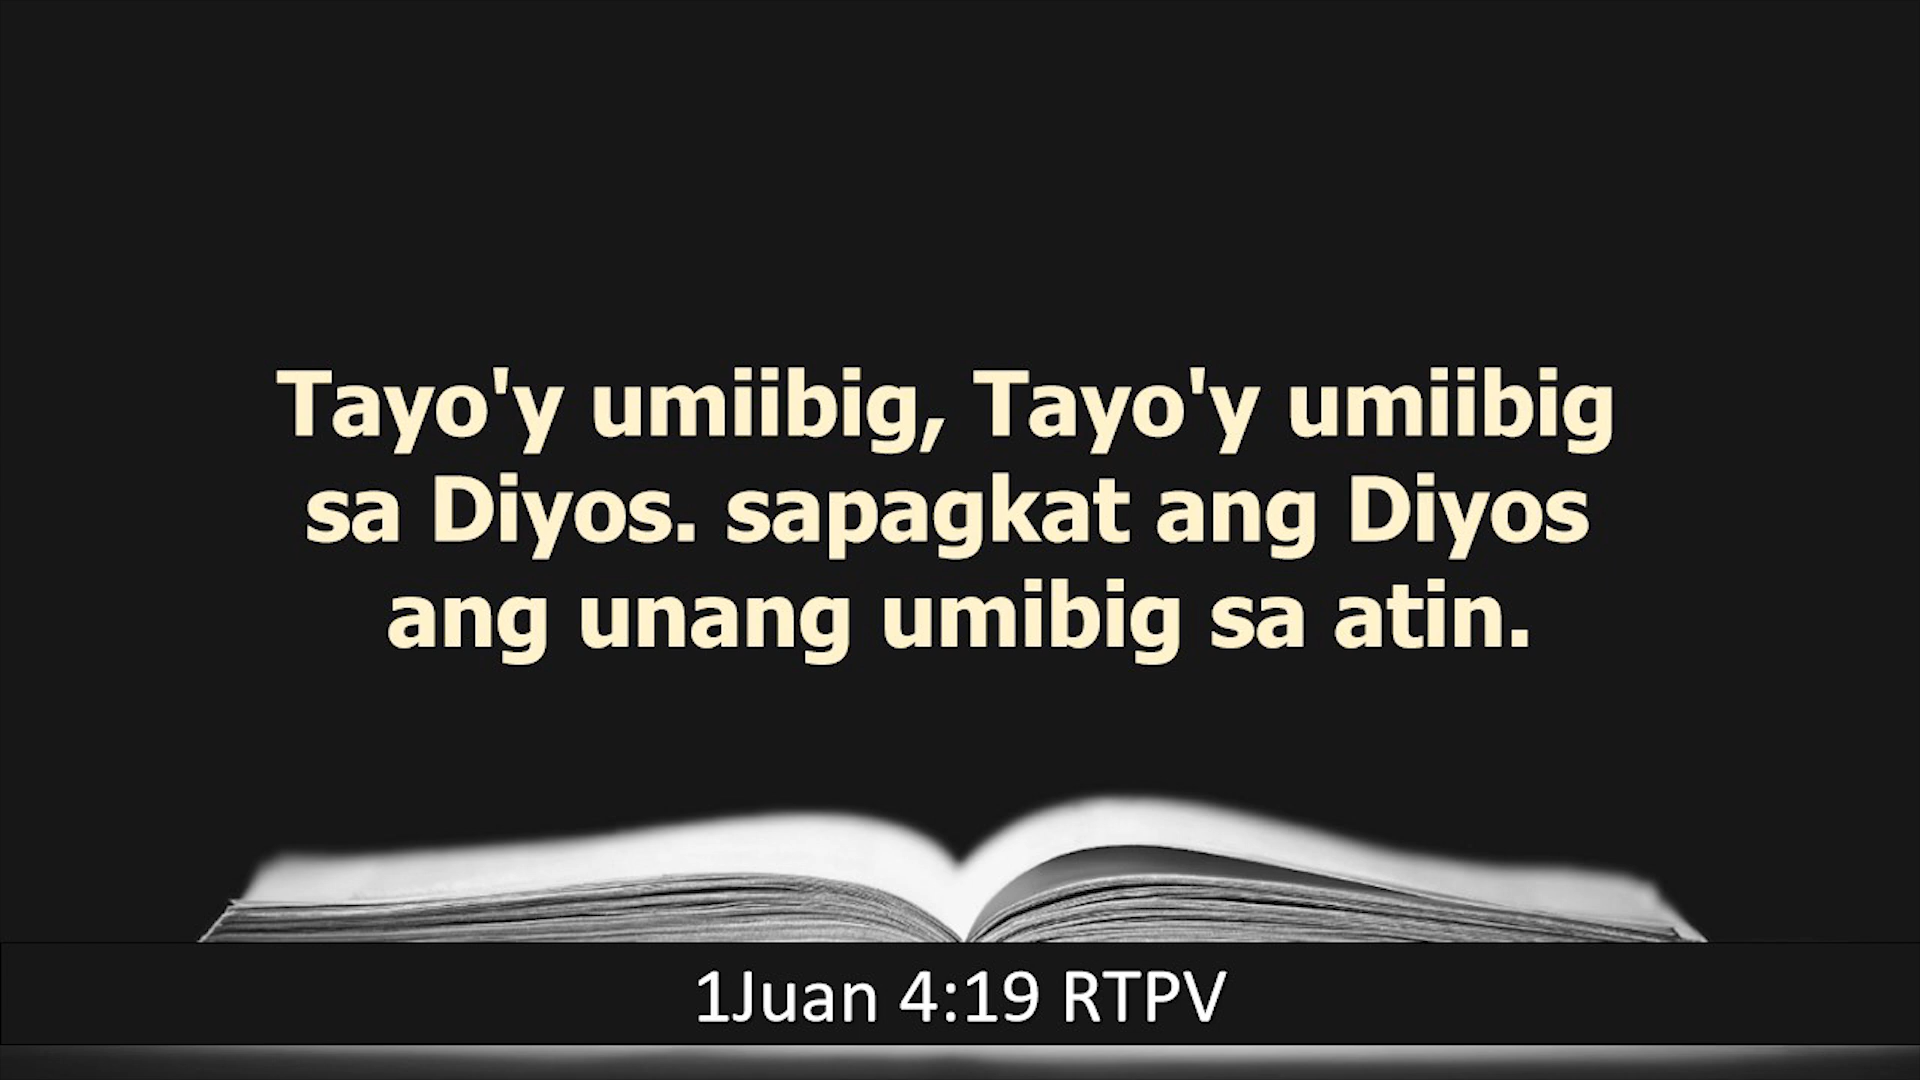 Tayo'y umiibig, Tayo'y umiibig
sa Diyos. sapagkat ang Diyos
ang unang umibig sa atin.
1Juan 4:19 RTPV